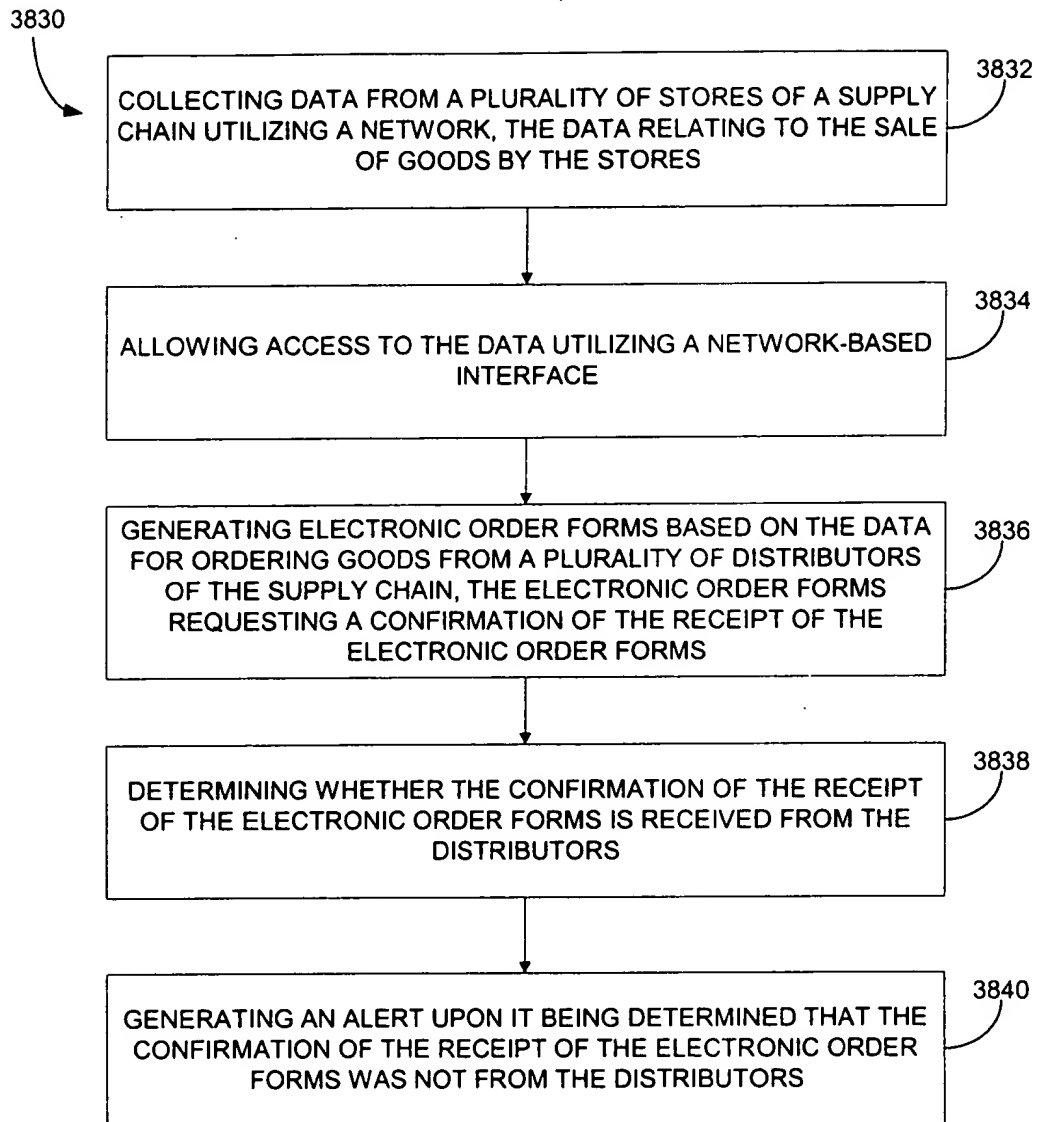 3830
3832
COLLECTING DATA FROM A PLURALITY OF STORES OF A SUPPLY
CHAIN UTILIZING A NETWORK, THE DATA RELATING TO THE SALE
OF GOODS BY THE STORES
3834
ALLOWING ACCESS TO THE DATA UTILIZING A NETWORK-BASED
INTERFACE
3836
GENERATING ELECTRONIC ORDER FORMS BASED ON THE DATA
FOR ORDERING GOODS FROM A PLURALITY OF DISTRIBUTORS
OF THE SUPPLY CHAIN, THE ELECTRONIC ORDER FORMS
REQUESTING A CONFIRMATION OF THE RECEIPT OF THE
ELECTRONIC ORDER FORMS
3838
DETERMINING WHETHER THE CONFIRMATION OF THE RECEIPT
OF THE ELECTRONIC ORDER FORMS IS RECEIVED FROM THE
DISTRIBUTORS
3840
GENERATING AN ALERT UPON IT BEING DETERMINED THAT THE
CONFIRMATION OF THE RECEIPT OF THE ELECTRONIC ORDER
FORMS WAS NOT FROM THE DISTRIBUTORS